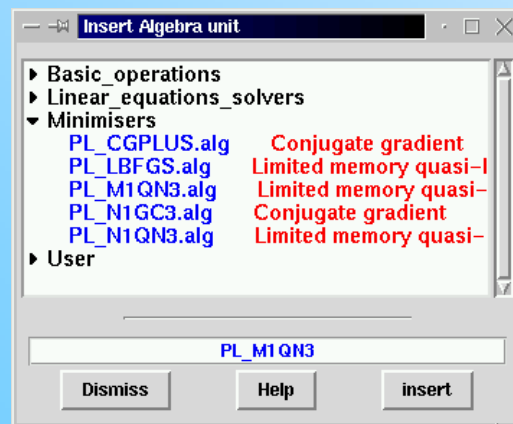 Insert Algebra unit
Basic_operations
Linear_equations_solvers
Minimisers
PL_CGPLUS.alg Conjugate gradient
PL_LBFGS.alg Limited memory quasi-
PL_M1QN3.alg Limited memory quasi-
PL_N1GC3.alg Conjugate gradient
PL_N1QN3.alg Limited memory quasi-
User
PL_M1QN3
Dismiss Help insert